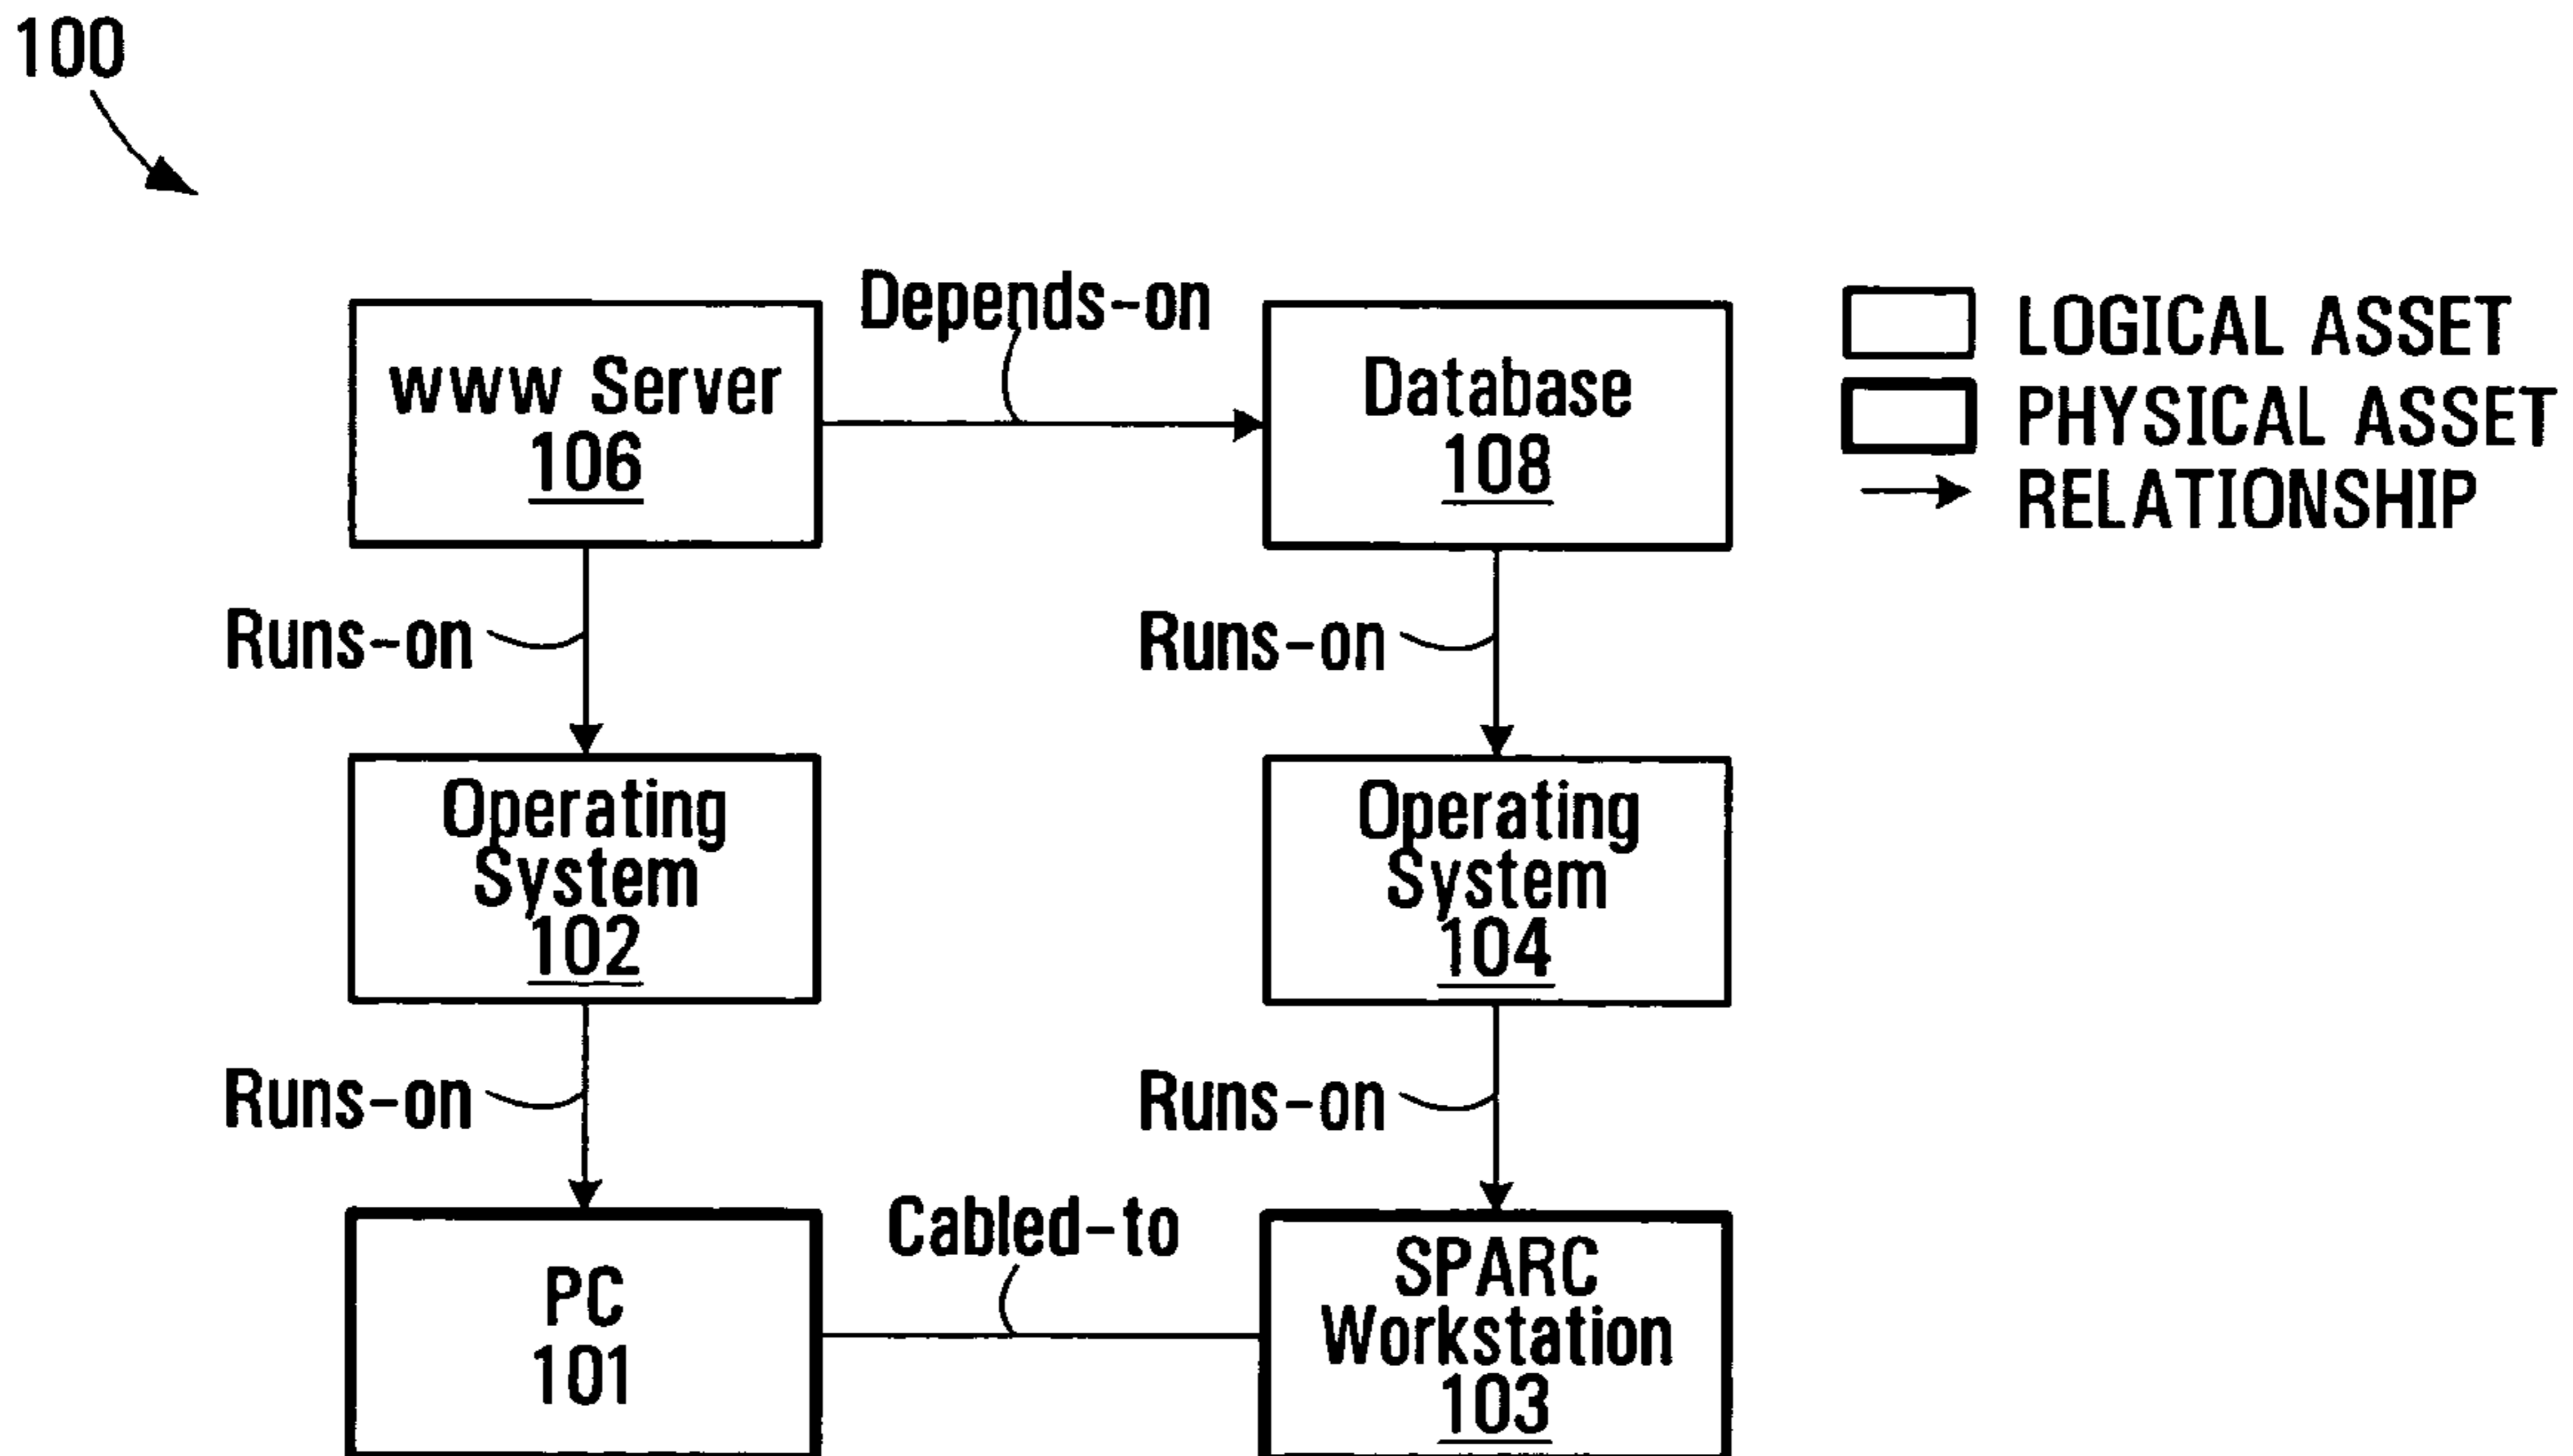 100
Depends-on
www Server
106
Database
108
LOGICAL ASSET
PHYSICAL ASSET
RELATIONSHIP
Runs-on
Runs-on
Operating
System
102
Operating
System
104
Runs-on
Runs-on
Cabled-to
PC
101
SPARC
Workstation
103